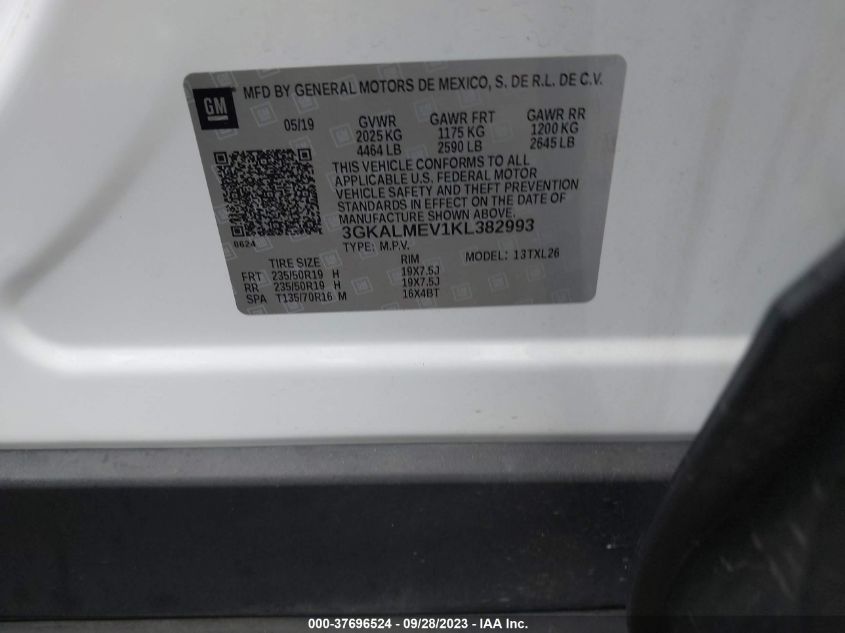 GM
MFD BY GENERAL MOTORS DE MEXICO, S. DE R.L. DE C.V.
05/19 GVWR GAWR FRT GAWR RR
2025 KG 1175 KG 1200 KG
4464 LB 2590 LB 2645 LB
THIS VEHICLE CONFORMS TO ALL
APPLICABLE U.S. FEDERAL MOTOR
VEHICLE SAFETY AND THEFT PREVENTION
STANDARDS IN EFFECT ON THE DATE OF
MANUFACTURE SHOWN ABOVE.
0624 3GKALMEV1KL382993
TYPE: M.P.V. MODEL: 13TXL26
TIRE SIZE RIM
FRT 235/50R19 H 19X7.5J
RR 235/50R19 H 19X7.5J
SPA T135/70R16 M 16X4BT
000-37696524 - 09/28/2023 - IAA Inc.